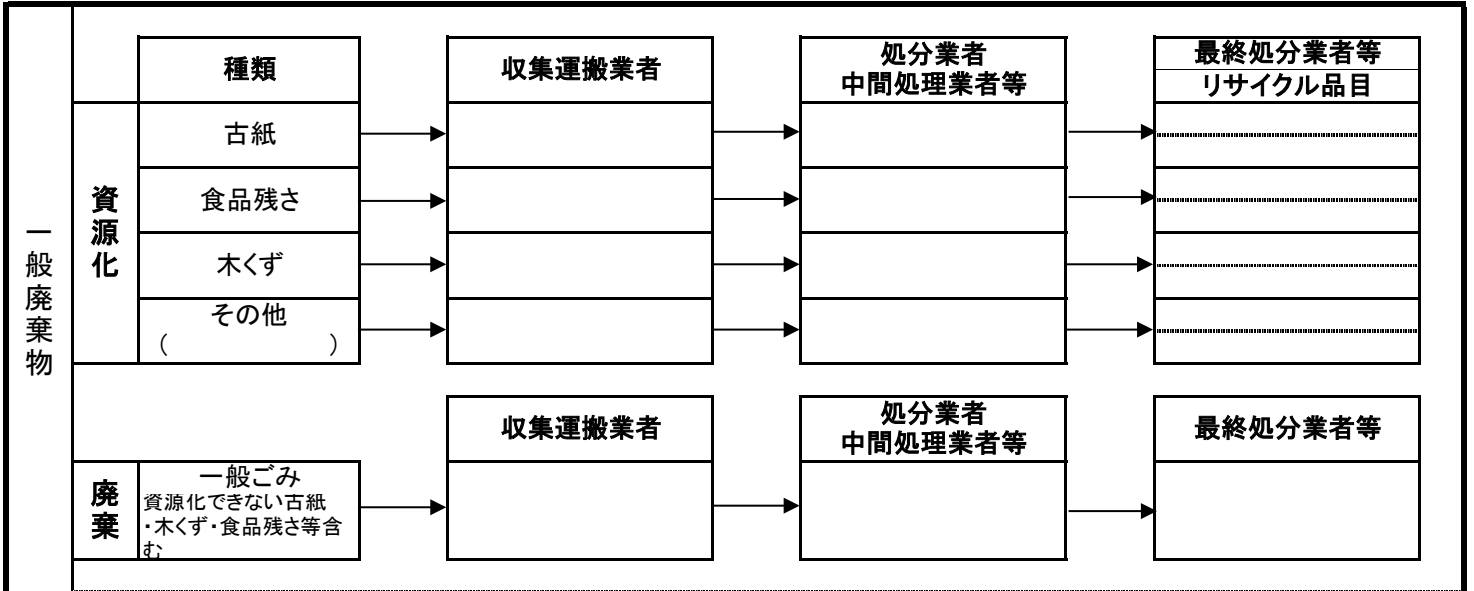 一般廃棄物
種類
収集運搬業者
処分業者
中間処理業者等
最終処分業者等
リサイクル品目
資源化
古紙
食品残さ
木くず
その他
(　　　　　　　)
収集運搬業者
処分業者
中間処理業者等
最終処分業者等
廃棄
一般ごみ
資源化できない古紙
・木くず・食品残さ等含
む